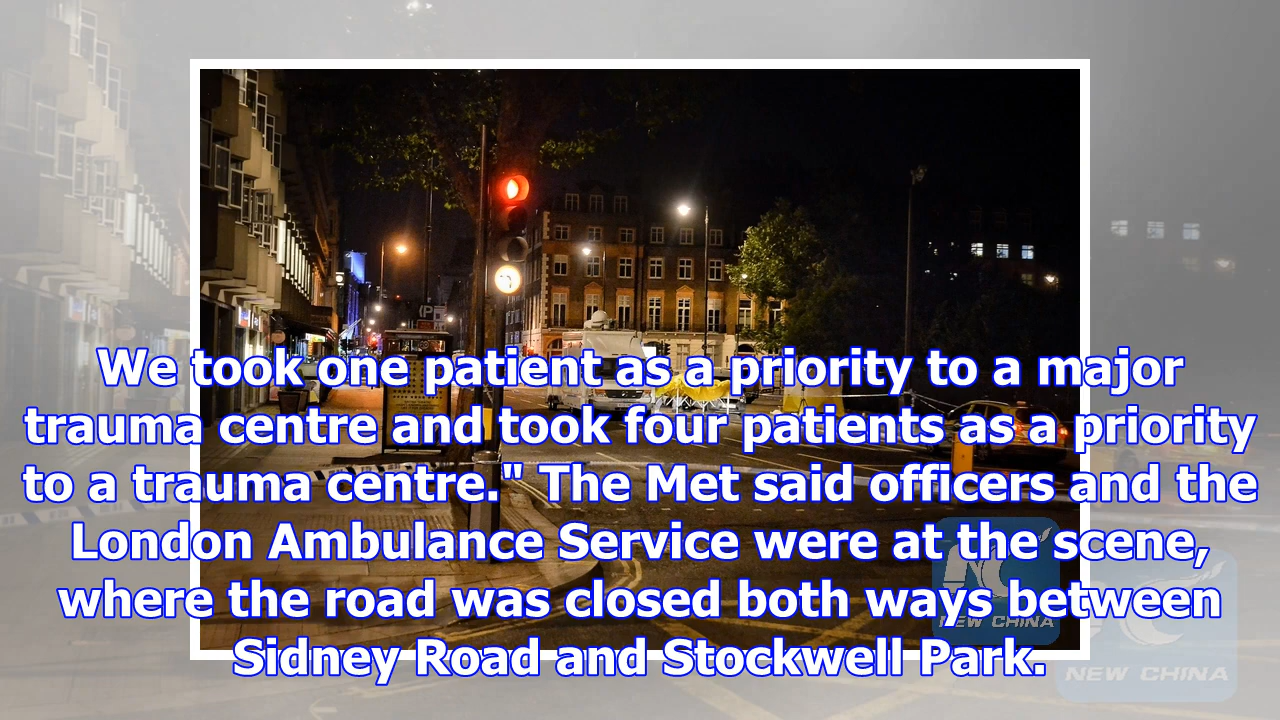 (P
We took one patient as a priority to a major
trauma centre and took four patients as a priority
to a trauma centre." The Met said officers and the
London Ambulance Service were at the scene,
where the road was closed both ways between
Sidney Road and Stockwell Park.
NEW CHINA
NEW CHINA